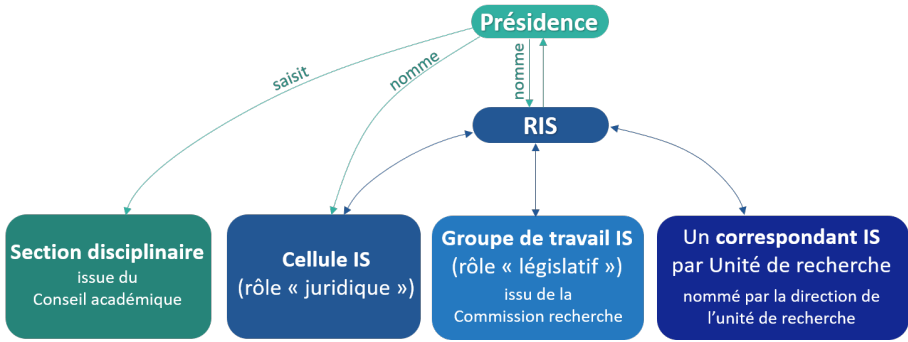 Présidence
saisit
nomme
nomme
RIS
Section disciplinaire
issue du
Conseil académique
Cellule IS
(rôle « juridique »)
Groupe de travail IS
(rôle « législatif »)
issu de la
Commission recherche
Un correspondant IS
par Unité de recherche
nommé par la direction de
l'unité de recherche